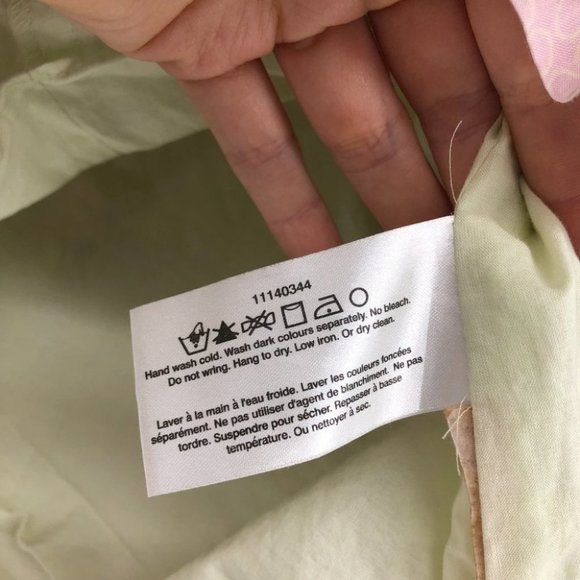 11140344
Hand wash cold. Wash dark colours separately. No bleach.
Do not wring. Hang to dry. Low iron. Or dry clean.
Laver à la main à l'eau froide. Laver les couleurs foncées
séparément. Ne pas utiliser d'agent de blanchiment. Ne pas
tordre. Suspendre pour sécher. Repasser à basse
température. Ou nettoyer à sec.